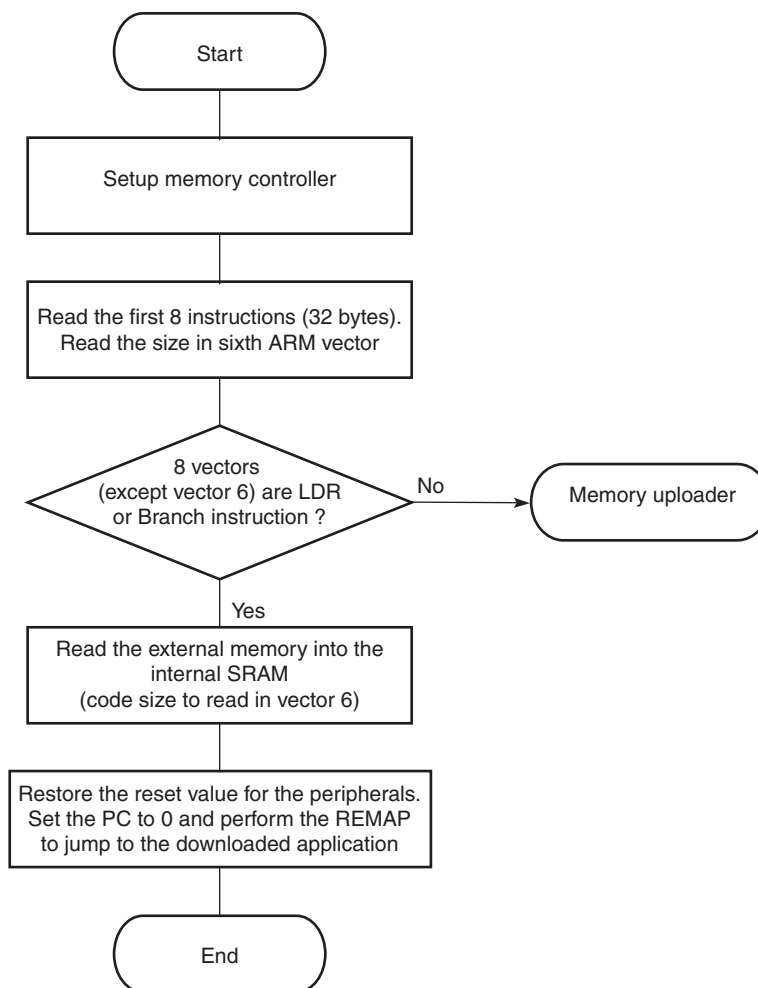 Start
Setup memory controller
Read the first 8 instructions (32 bytes).
Read the size in sixth ARM vector
8 vectors
(except vector 6) are LDR
or Branch instruction ?
No
Memory uploader
Yes
Read the external memory into the
internal SRAM
(code size to read in vector 6)
Restore the reset value for the peripherals.
Set the PC to 0 and perform the REMAP
to jump to the downloaded application
End